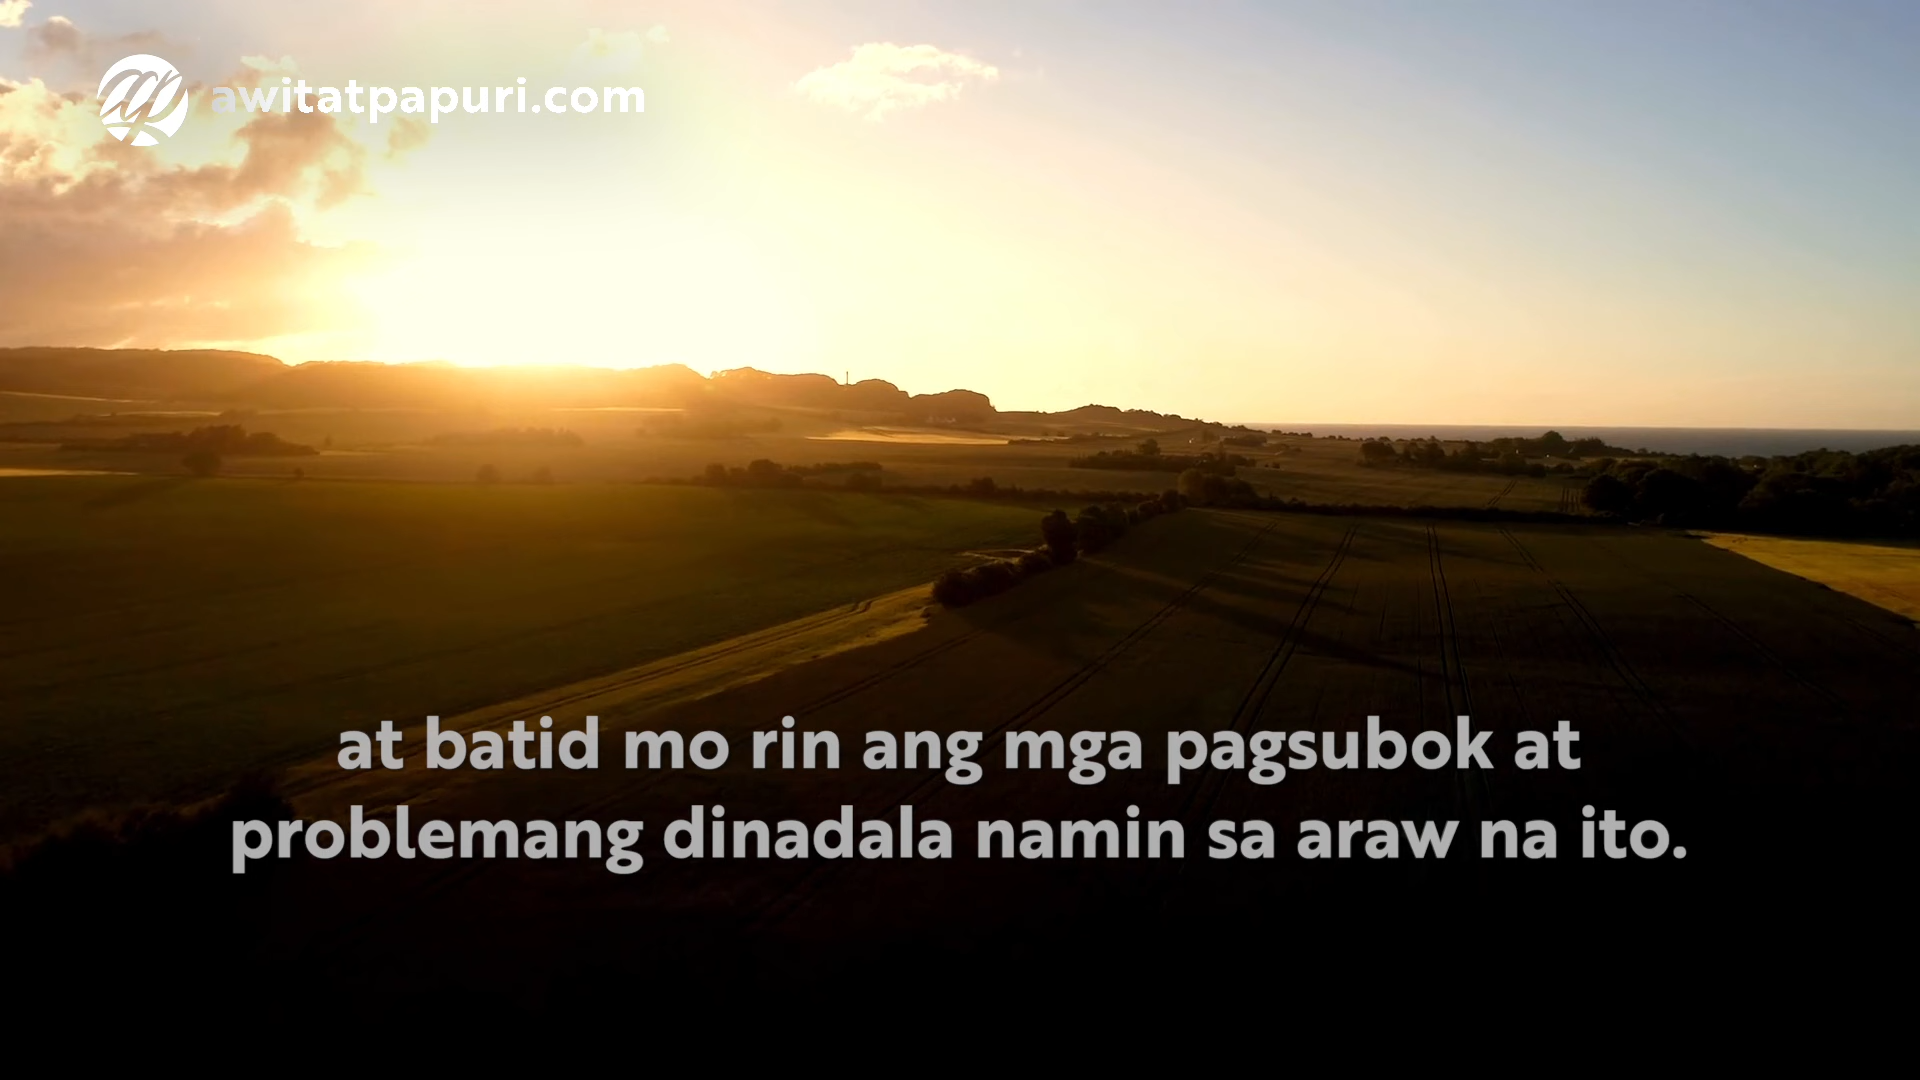 awitatpapuri.com
at batid mo rin ang mga pagsubok at
problemang dinadala namin sa araw na ito.